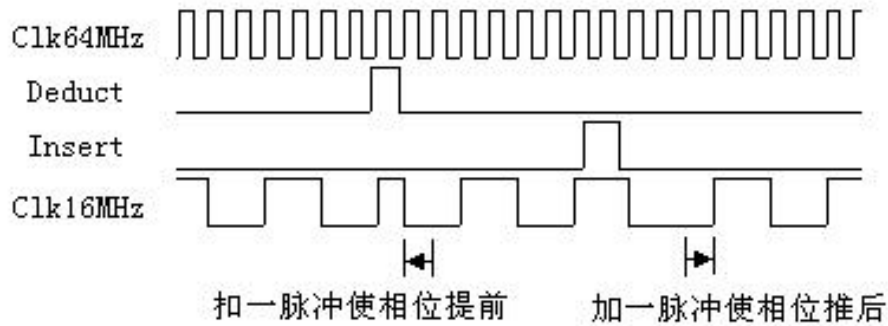 Clk64MHz
Deduct
Insert
Clk16MHz
扣一脉冲使相位提前
加一脉冲使相位推后